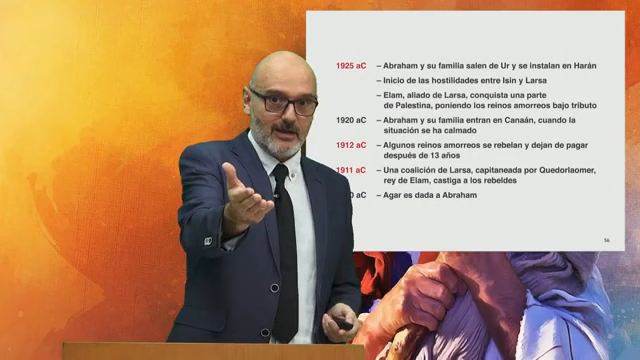 1925 aC – Abraham y su familia salen de Ur y se instalan en Harán
– Inicio de las hostilidades entre Isin y Larsa
– Elam, aliado de Larsa, conquista una parte
de Palestina, poniendo los reinos amorreos bajo tributo
1920 aC – Abraham y su familia entran en Canaán, cuando la
situación se ha calmado
1912 aC – Algunos reinos amorreos se rebelan y dejan de pagar
después de 13 años
1911 aC – Una coalición de Larsa, capitaneada por Quedorlaomer,
rey de Elam, castiga a los rebeldes
0 aC – Agar es dada a Abraham
56